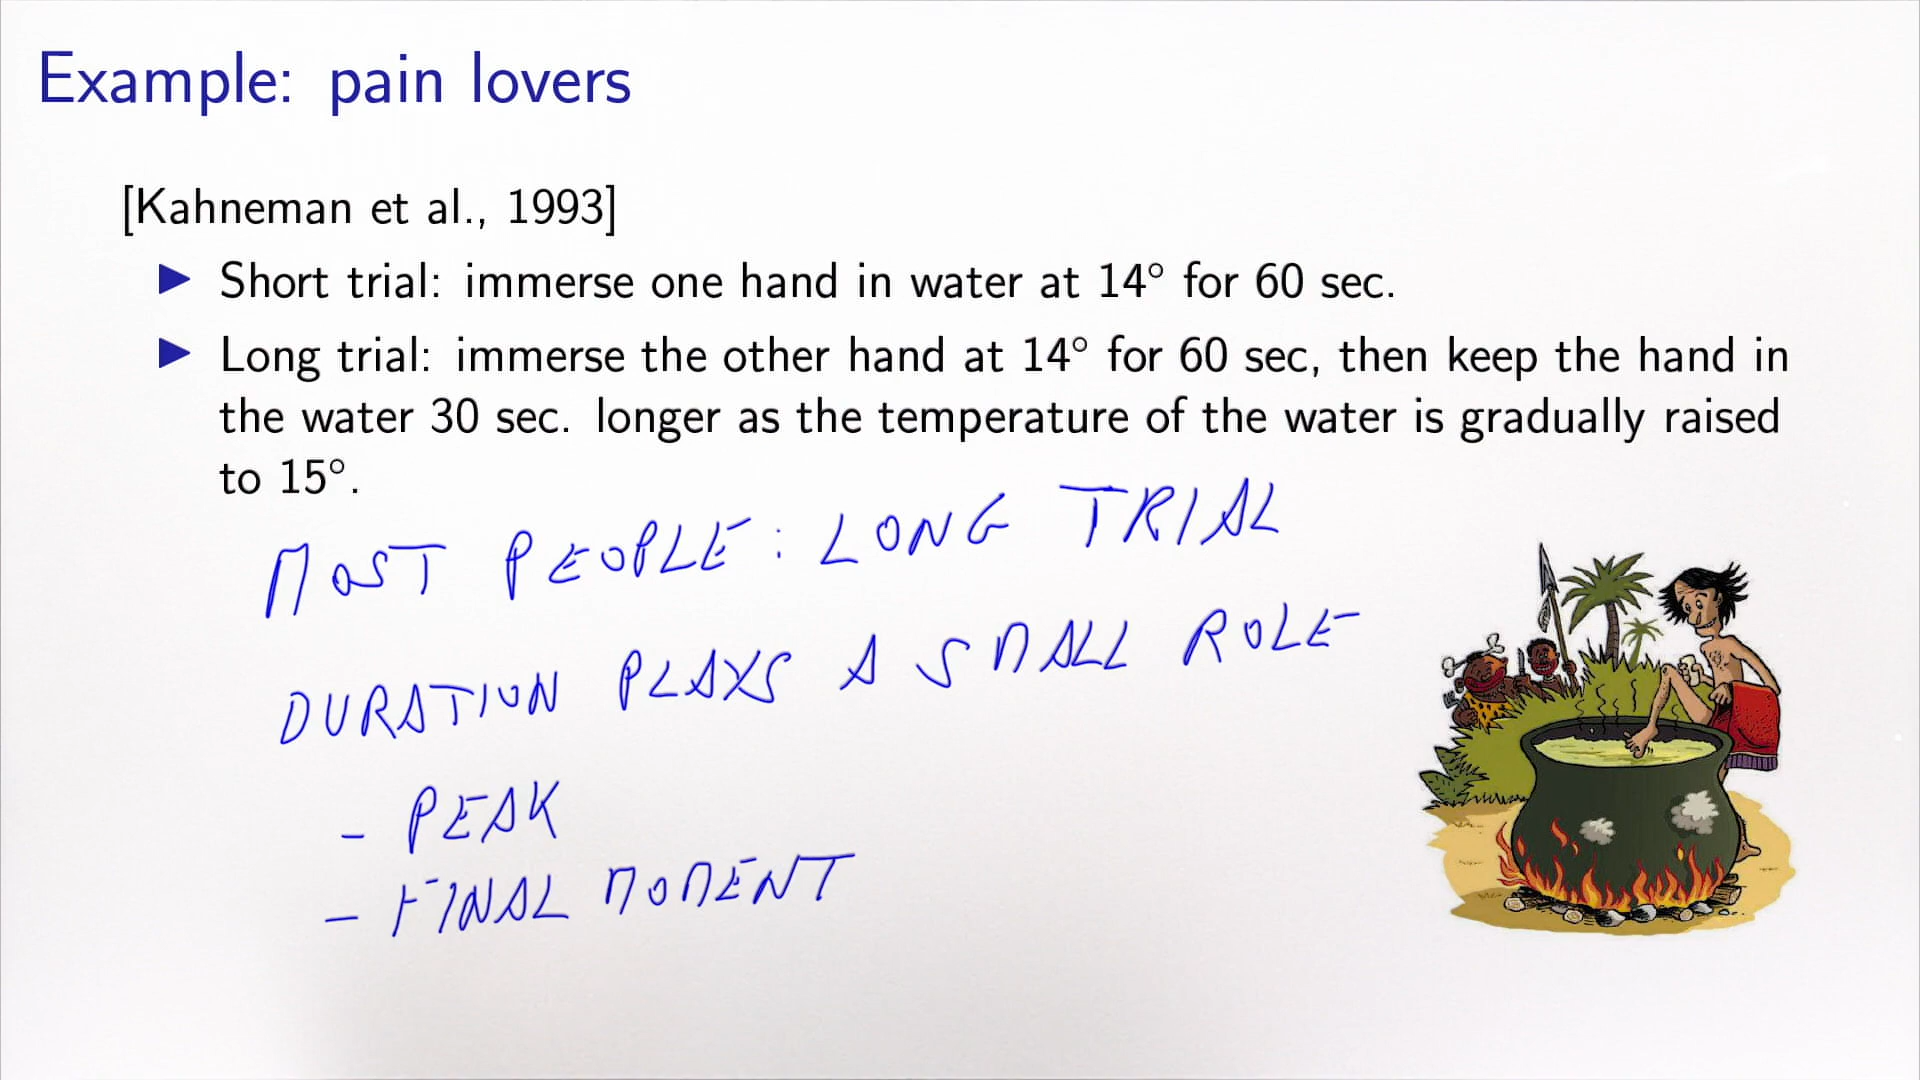 Example: pain lovers
[Kahneman et al., 1993]
▶ Short trial: immerse one hand in water at 14° for 60 sec.
▶ Long trial: immerse the other hand at 14° for 60 sec, then keep the hand in
the water 30 sec. longer as the temperature of the water is gradually raised
to 15°.
MOST PEOPLE: LONG TRIAL
DURATION PLAYS A SMALL ROLE
- PEAK
- FINAL MOMENT